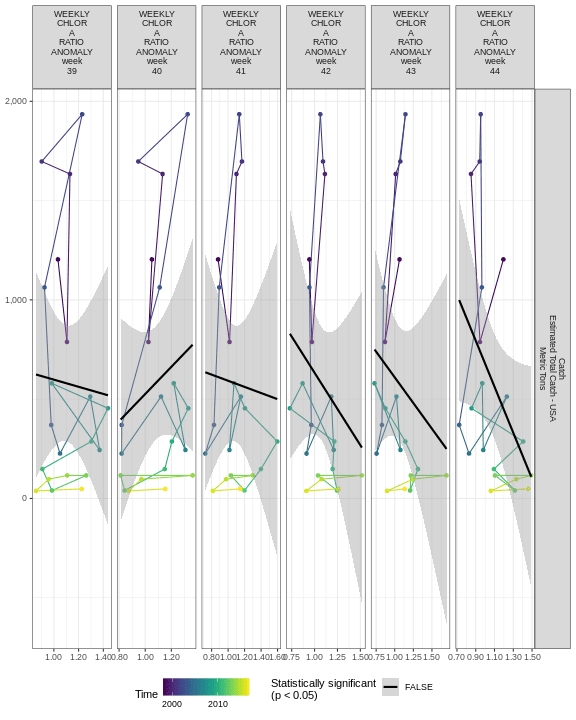 WEEKLY
CHLOR
A
RATIO
ANOMALY
week
39
WEEKLY
CHLOR
A
RATIO
ANOMALY
week
40
WEEKLY
CHLOR
A
RATIO
ANOMALY
week
41
WEEKLY
CHLOR
A
RATIO
ANOMALY
week
42
WEEKLY
CHLOR
A
RATIO
ANOMALY
week
43
WEEKLY
CHLOR
A
RATIO
ANOMALY
week
44
2,000
1,000
0
Catch
Estimated Total Catch - USA
Metric Tons
1.00 1.20 1.40
0.80 1.00 1.20
0.80 1.00 1.20 1.40 1.60
0.75 1.00 1.25 1.50
0.75 1.00 1.25 1.50
0.70 0.90 1.10 1.30 1.50
Time
2000 2010
Statistically significant
(p < 0.05)
FALSE